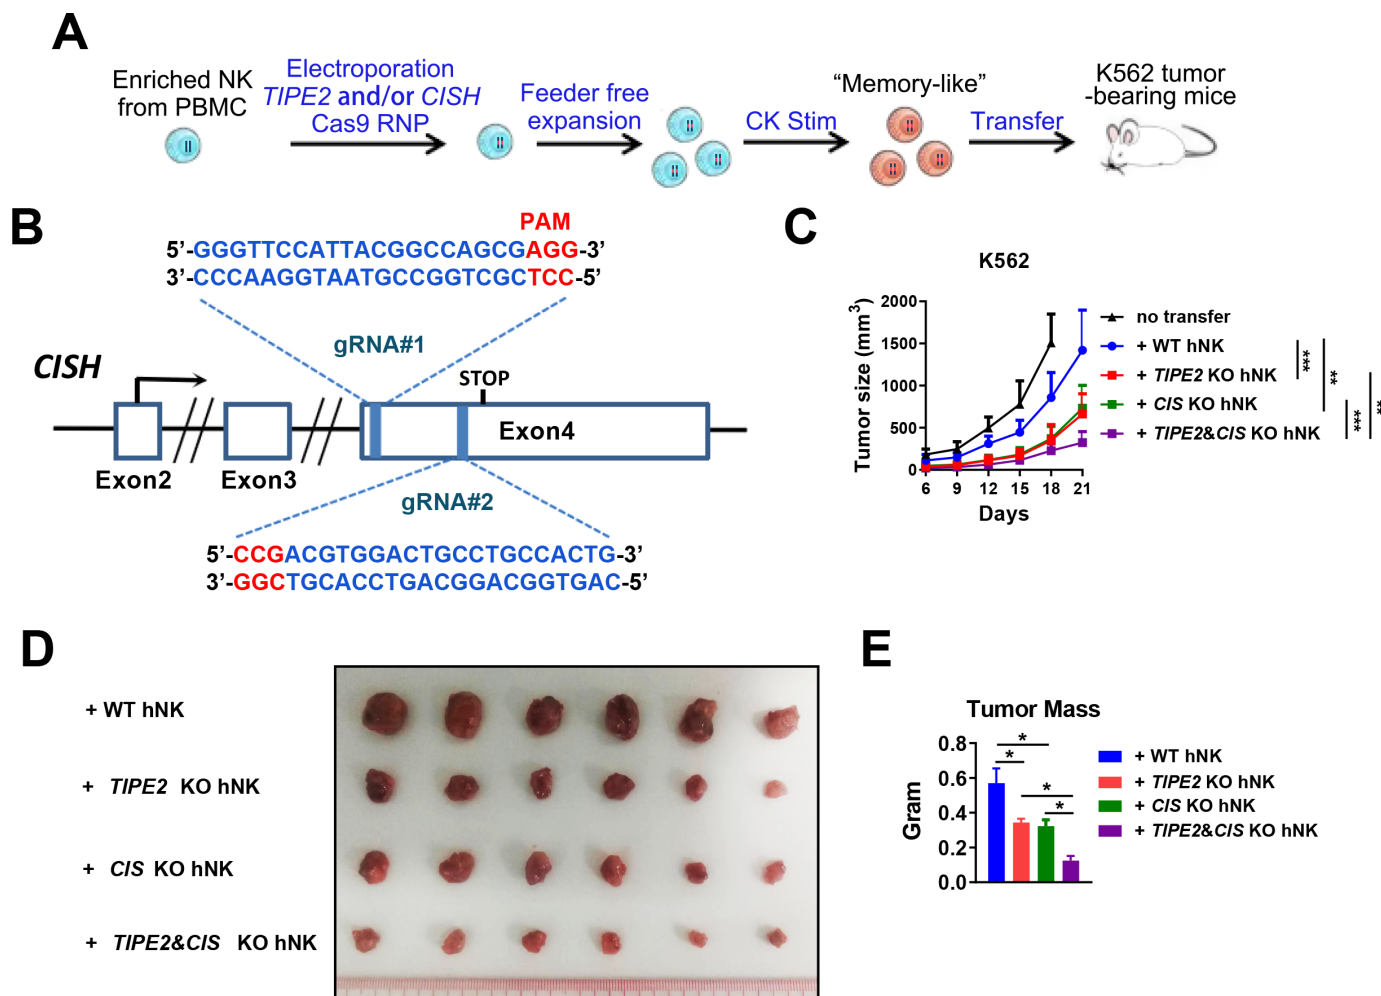 A
Enriched NK
from PBMC
Electroporation
TIPE2 and/or CISH
Cas9 RNP
Feeder free
expansion
CK Stim
“Memory-like”
Transfer
K562 tumor
-bearing mice
B
PAM
5’-GGGTTCCATTACGGCCAGCGAGG-3’
3’-CCCAAGGTAATGCCGGTCGCTCC-5’
gRNA#1
CISH
STOP
Exon4
Exon2
Exon3
gRNA#2
5’-CCGACGTGGACTGCCTGCCACTG-3’
3’-GGCTGCACCTGACGGACGGTGAC-5’
C
K562
Tumor size (mm3)
2000
1500
1000
500
0
6 9 12 15 18 21
Days
no transfer
+ WT hNK
+ TIPE2 KO hNK
+ CIS KO hNK
+ TIPE2&CIS KO hNK
***
**
***
**
D
+ WT hNK
+ TIPE2 KO hNK
+ CIS KO hNK
+ TIPE2&CIS KO hNK
E
Tumor Mass
Gram
0.8
0.6
0.4
0.2
0.0
*
*
*
*
+ WT hNK
+ TIPE2 KO hNK
+ CIS KO hNK
+ TIPE2&CIS KO hNK